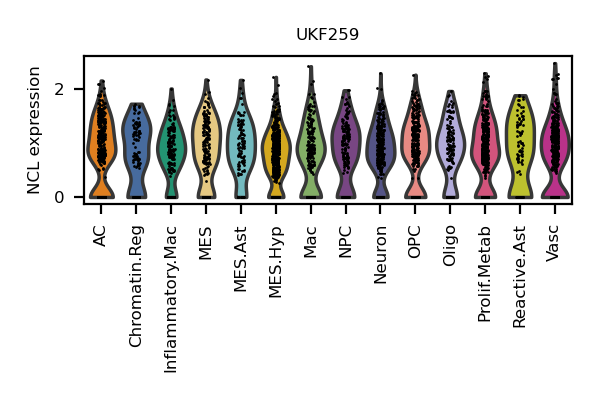 UKF259
NCL expression
2
0
AC
Chromatin.Reg
Inflammatory.Mac
MES
MES.Ast
MES.Hyp
Mac
NPC
Neuron
OPC
Oligo
Prolif.Metab
Reactive.Ast
Vasc